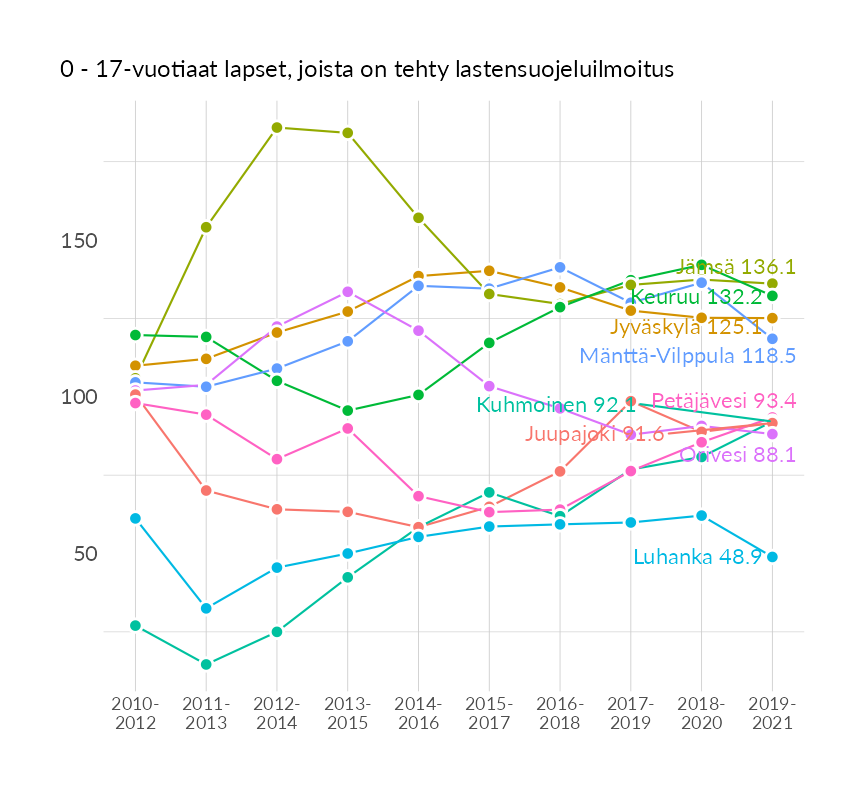 0 - 17-vuotiaat lapset, joista on tehty lastensuojeluilmoitus
150
100
50
Jämsä 136.1
Keuruu 132.2
Jyväskylä 125.1
Mänttä-Vilppula 118.5
Petäjävesi 93.4
Kuhmoinen 92.1
Juupajoki 91.6
Orivesi 88.1
Luhanka 48.9
2010- 2011- 2012- 2013- 2014- 2015- 2016- 2017- 2018- 2019-
2012 2013 2014 2015 2016 2017 2018 2019 2020 2021